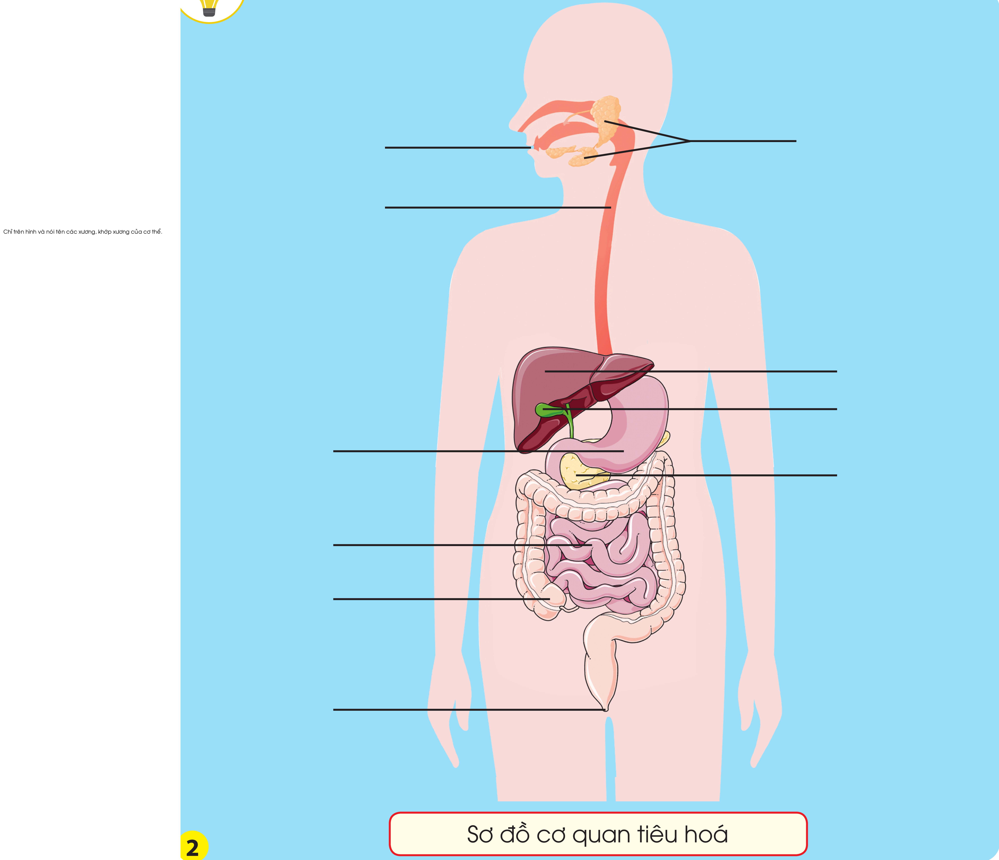 Chỉ trên hình và nói tên các xương, khớp xương của cơ thể.
Sơ đồ cơ quan tiêu hoá
2